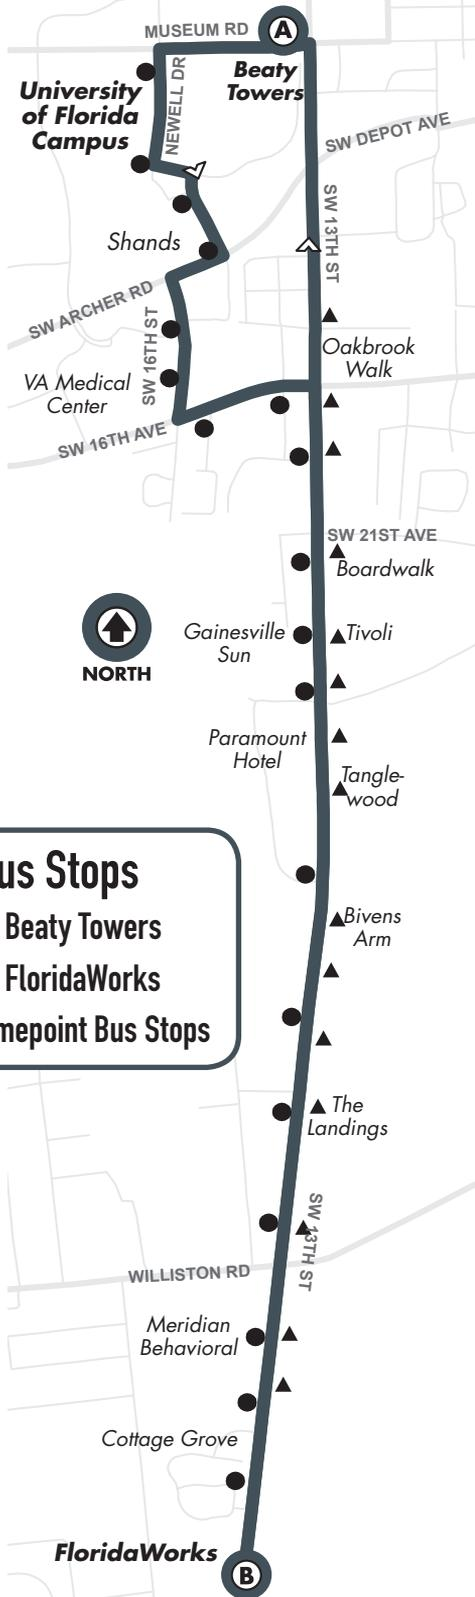 MUSEUM RD
A
Beaty
Towers
University
of Florida
Campus
NEWELL DR
SW DEPOT AVE
SW 13TH ST
Shands
SW ARCHER RD
SW 16TH ST
Oakbrook
Walk
VA Medical
Center
SW 16TH AVE
SW 21ST AVE
Boardwalk
NORTH
Gainesville
Sun
Tivoli
Paramount
Hotel
Tangle-
wood
us Stops
Beaty Towers
FloridaWorks
mepoint Bus Stops
Bivens
Arm
The
Landings
SW 13TH ST
WILLISTON RD
Meridian
Behavioral
Cottage Grove
FloridaWorks
B